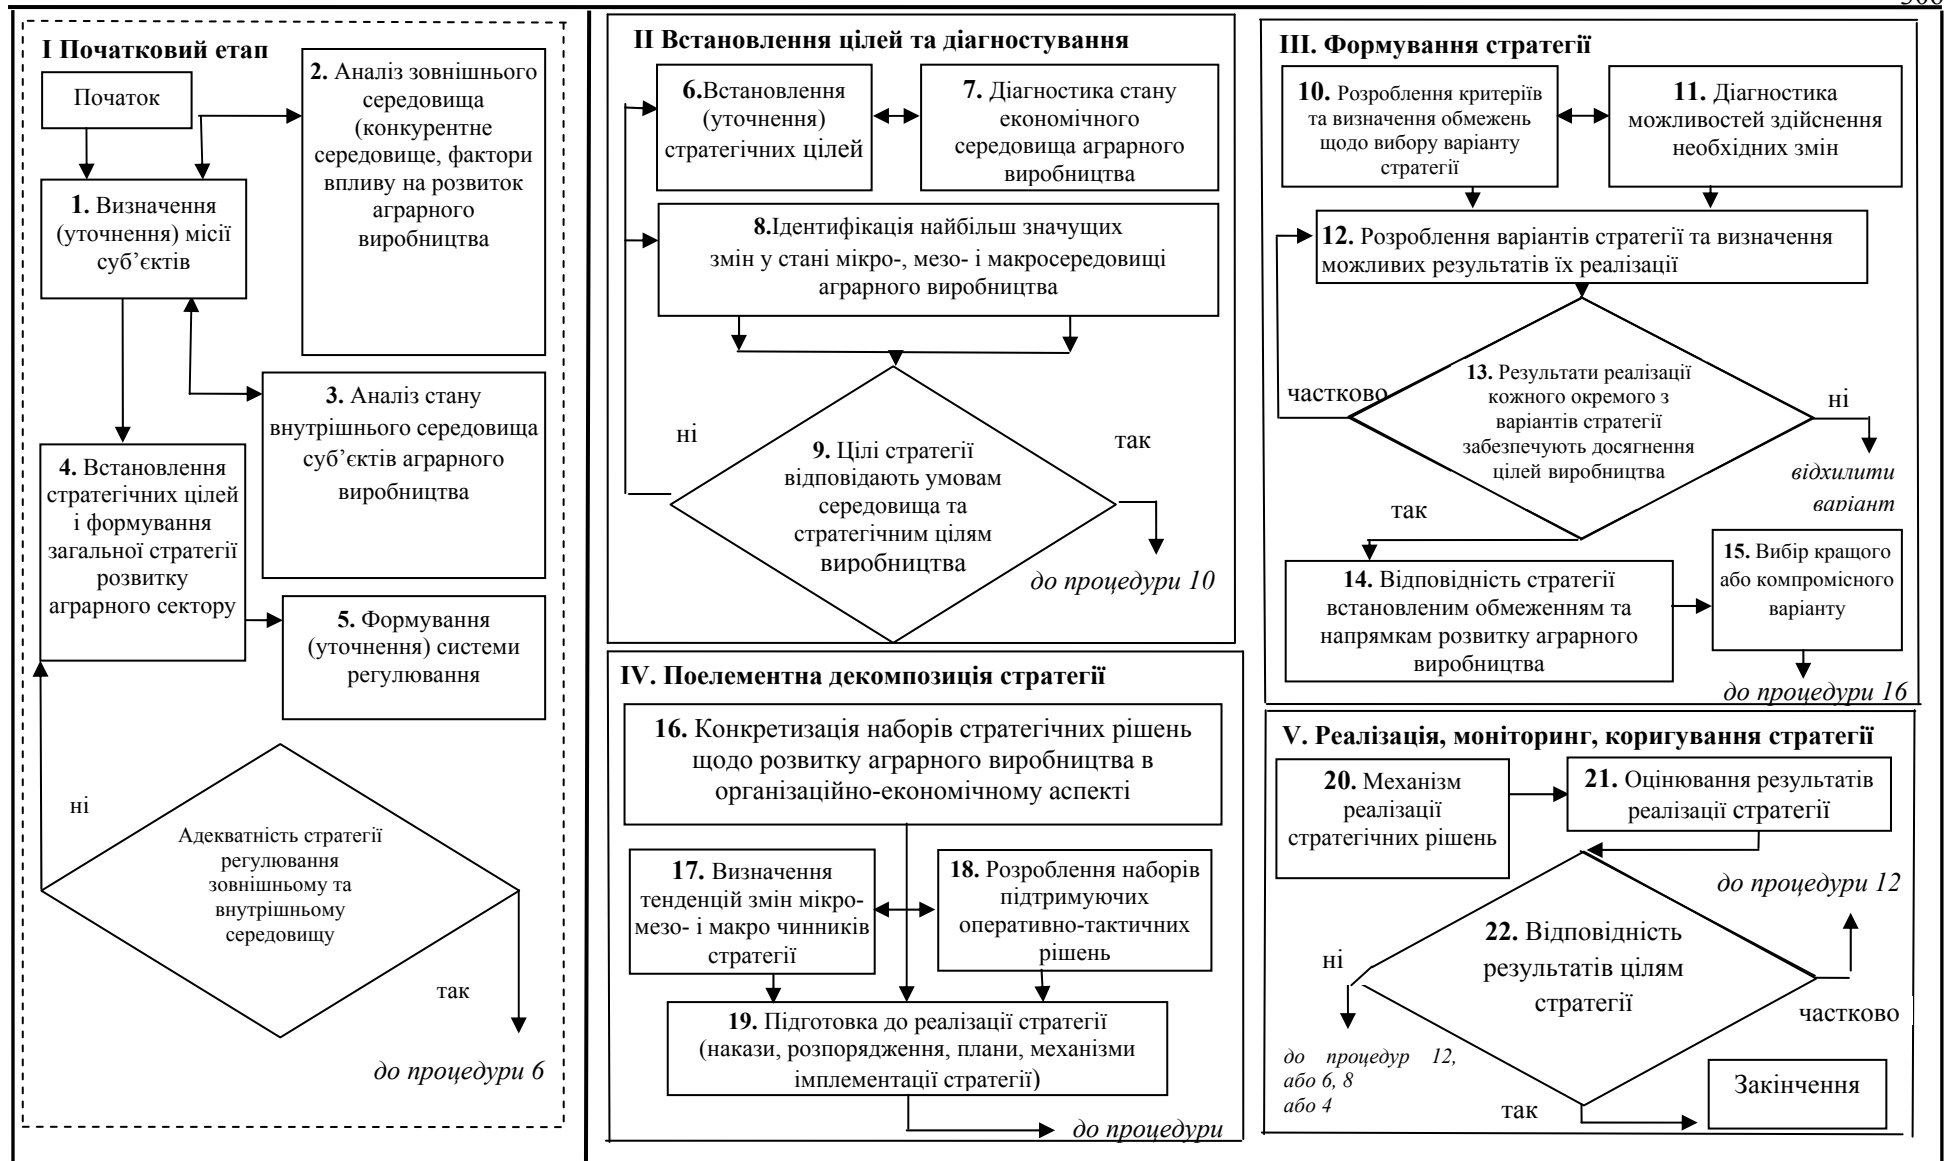 І Початковий етап
Початок
1. Визначення
(уточнення) місії
суб’єктів
2. Аналіз зовнішнього
середовища
(конкурентне
середовище, фактори
впливу на розвиток
аграрного
виробництва
3. Аналіз стану
внутрішнього середовища
суб’єктів аграрного
виробництва
4. Встановлення
стратегічних цілей
і формування
загальної стратегії
розвитку
аграрного сектору
5. Формування
(уточнення) системи
регулювання
ні
Адекватність стратегії
регулювання
зовнішньому та
внутрішньому
середовищу
так
до процедури 6
ІІ Встановлення цілей та діагностування
6.Встановлення
(уточнення)
стратегічних цілей
7. Діагностика стану
економічного
середовища аграрного
виробництва
8.Ідентифікація найбільш значущих
змін у стані мікро-, мезо- і макросередовищі
аграрного виробництва
ні
так
9. Цілі стратегії
відповідають умовам
середовища та
стратегічним цілям
виробництва
до процедури 10
ІІІ. Формування стратегії
10. Розроблення критеріїв
та визначення обмежень
щодо вибору варіанту
стратегії
11. Діагностика
можливостей здійснення
необхідних змін
12. Розроблення варіантів стратегії та визначення
можливих результатів їх реалізації
частково
13. Результати реалізації
кожного окремого з
варіантів стратегії
забезпечують досягнення
цілей виробництва
ні
відхилити
варіант
так
14. Відповідність стратегії
встановленим обмеженням та
напрямкам розвитку аграрного
виробництва
15. Вибір кращого
або компромісного
варіанту
до процедури 16
IV. Поелементна декомпозиція стратегії
16. Конкретизація наборів стратегічних рішень
щодо розвитку аграрного виробництва в
організаційно-економічному аспекті
17. Визначення
тенденцій змін мікро-
мезо- і макро чинників
стратегії
18. Розроблення наборів
підтримуючих
оперативно-тактичних
рішень
19. Підготовка до реалізації стратегії
(накази, розпорядження, плани, механізми
імплементації стратегії)
до процедури
V. Реалізація, моніторинг, коригування стратегії
20. Механізм
реалізації
стратегічних рішень
21. Оцінювання результатів
реалізації стратегії
до процедури 12
ні
22. Відповідність
результатів цілям
стратегії
частково
до процедур 12,
або 6, 8
або 4
так
Закінчення